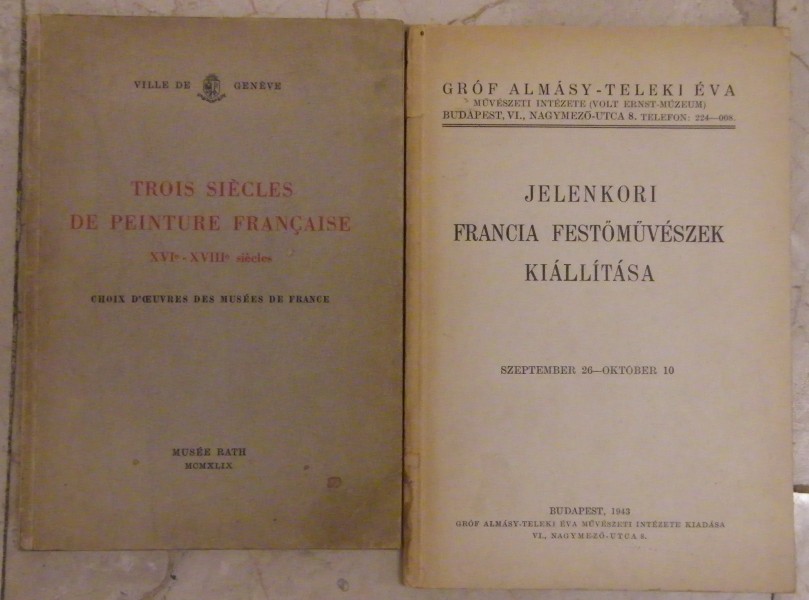 VILLE DE GENÈVE
TROIS SIÈCLES
DE PEINTURE FRANÇAISE
XVIe-XVIIIe siècles
CHOIX D'ŒUVRES DES MUSÉES DE FRANCE
MUSÉE RATH
MCMXLIX
GRÓF ALMÁSY-TELEKI ÉVA
MŰVÉSZETI INTÉZETE (VOLT ERNST-MÚZEUM)
BUDAPEST, VI., NAGYMEZŐ-UTCA 8. TELEFON: 224—068.
JELENKORI
FRANCIA FESTŐMŰVÉSZEK
KIÁLLÍTÁSA
SZEPTEMBER 26—OKTOBER 10
BUDAPEST, 1943
GRÓF ALMÁSY-TELEKI ÉVA MŰVÉSZETI INTÉZETE KIADÁSA
VI., NAGYMEZŐ-UTCA 8.